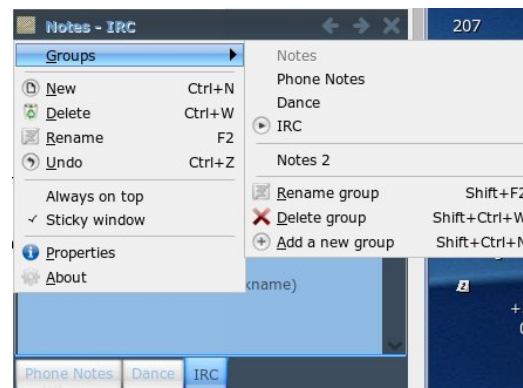 Notes - IRC
207
Groups
New Ctrl+N
Delete Ctrl+W
Rename F2
Undo Ctrl+Z
Always on top
Sticky window
Properties
About
Notes
Phone Notes
Dance
IRC
Notes 2
Rename group Shift+F2
Delete group Shift+Ctrl+W
Add a new group Shift+Ctrl+N
kname)
2
Phone Notes Dance IRC